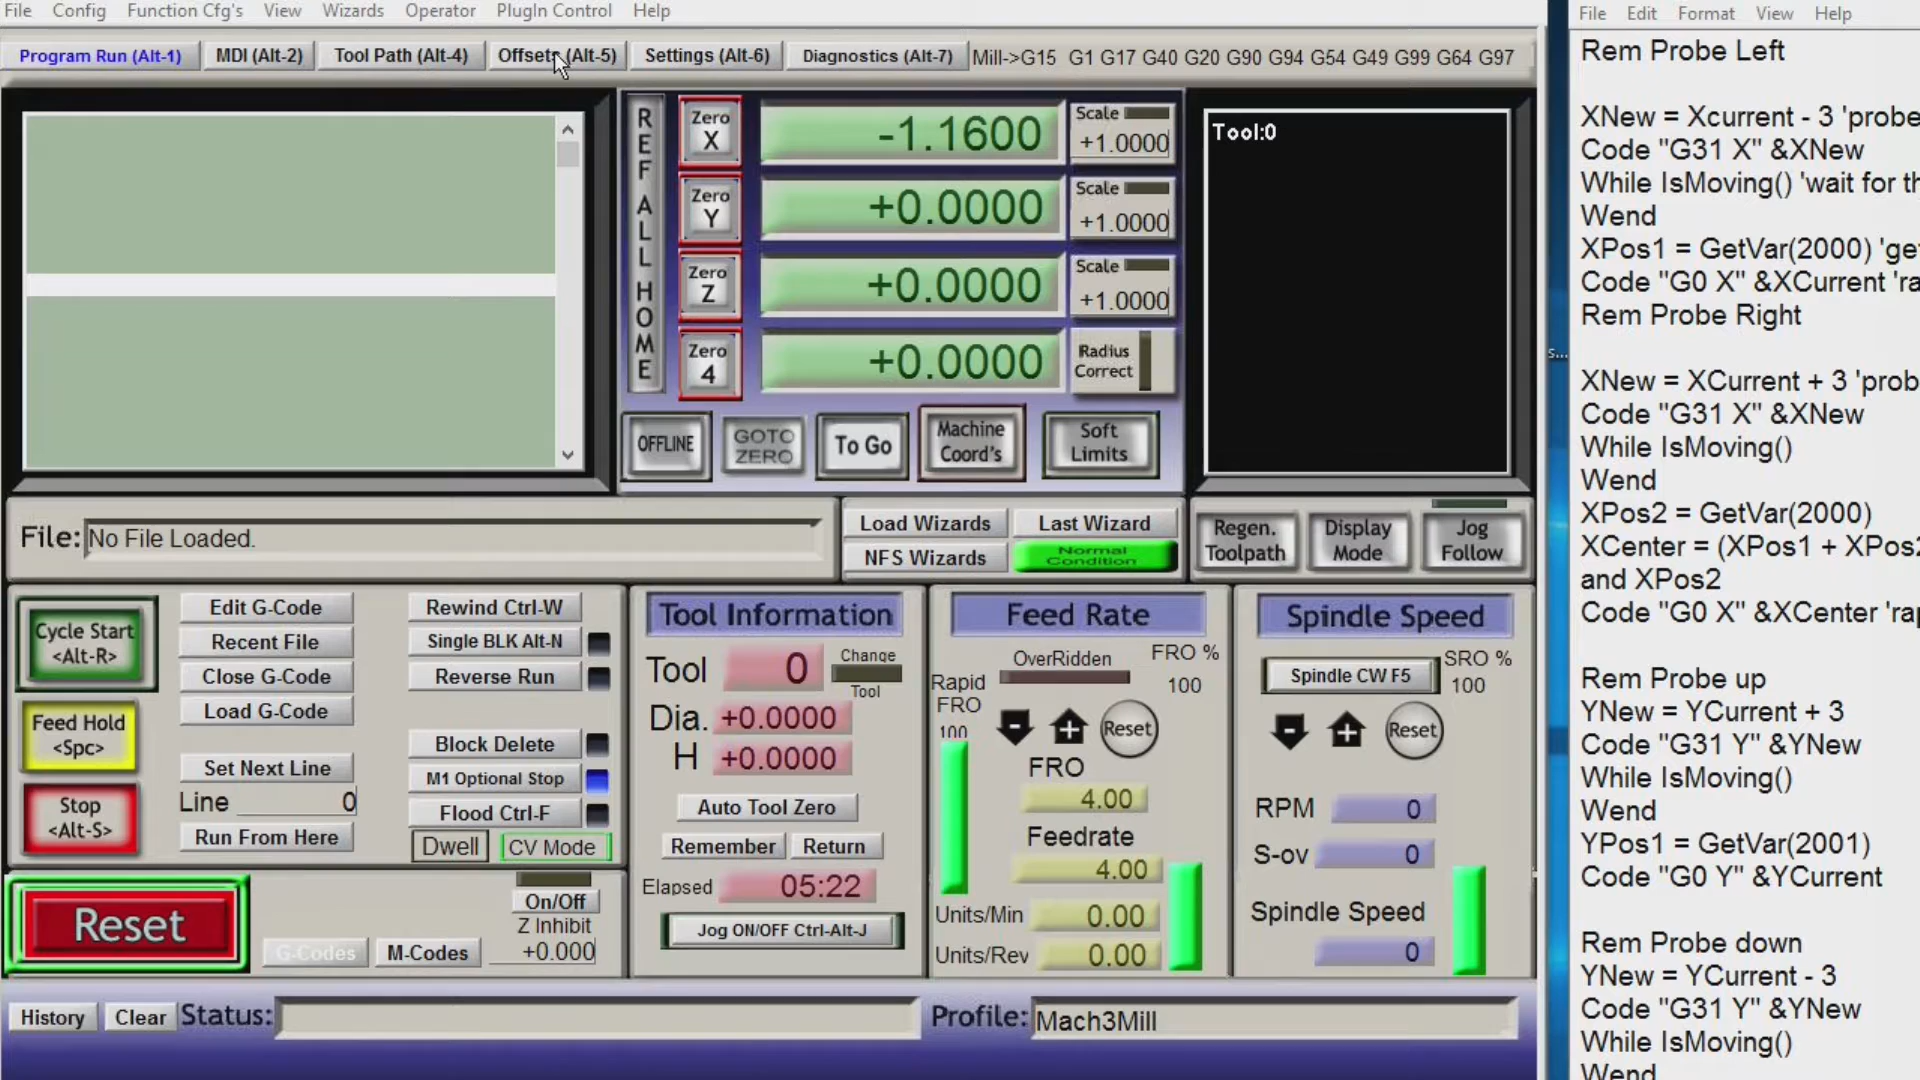 File Config Function Cfg's View Wizards Operator PlugIn Control Help
Program Run (Alt-1) MDI (Alt-2) Tool Path (Alt-4) Offsets (Alt-5) Settings (Alt-6) Diagnostics (Alt-7) Mill->G15 G1 G17 G40 G20 G90 G94 G54 G49 G99 G64 G97
REF ALL HOME
Zero X -1.1600 Scale +1.0000
Zero Y +0.0000 Scale +1.0000
Zero Z +0.0000 Scale +1.0000
Zero 4 +0.0000 Radius Correct
OFFLINE GOTO ZERO To Go Machine Coord's Soft Limits
Tool:0
File: No File Loaded.
Load Wizards Last Wizard
NFS Wizards Normal Condition
Regen. Toolpath Display Mode Jog Follow
Cycle Start <Alt-R>
Feed Hold <Spc>
Stop <Alt-S>
Edit G-Code
Recent File
Close G-Code
Load G-Code
Set Next Line
Line 0
Run From Here
Rewind Ctrl-W
Single BLK Alt-N
Reverse Run
Block Delete
M1 Optional Stop
Flood Ctrl-F
Dwell CV Mode
Reset
G-Codes M-Codes
On/Off
Z Inhibit
+0.000
Tool Information
Tool 0 Change Tool
Dia. +0.0000
H +0.0000
Auto Tool Zero
Remember Return
Elapsed 05:22
Jog ON/OFF Ctrl-Alt-J
Feed Rate
OverRidden FRO % 100
Rapid FRO 100
Reset
FRO
4.00
Feedrate
4.00
Units/Min 0.00
Units/Rev 0.00
Spindle Speed
Spindle CW F5 SRO % 100
Reset
RPM 0
S-ov 0
Spindle Speed
0
History Clear Status: Profile: Mach3Mill
s...
File Edit Format View Help
Rem Probe Left
XNew = Xcurrent - 3 'probe
Code "G31 X" &XNew
While IsMoving() 'wait for th
Wend
XPos1 = GetVar(2000) 'ge
Code "G0 X" &XCurrent 'ra
Rem Probe Right
XNew = XCurrent + 3 'prob
Code "G31 X" &XNew
While IsMoving()
Wend
XPos2 = GetVar(2000)
XCenter = (XPos1 + XPos2
and XPos2
Code "G0 X" &XCenter 'rap
Rem Probe up
YNew = YCurrent + 3
Code "G31 Y" &YNew
While IsMoving()
Wend
YPos1 = GetVar(2001)
Code "G0 Y" &YCurrent
Rem Probe down
YNew = YCurrent - 3
Code "G31 Y" &YNew
While IsMoving()
Wend